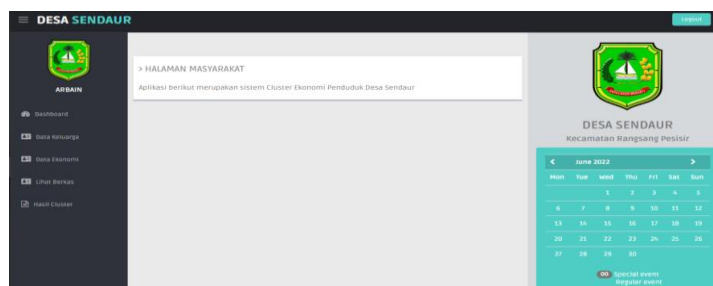 DESA SENDAUR
Logout
ARBAIN
Dashboard
Data Keluarga
Data Ekonomi
Lihat Berkas
Hasil Cluster
> HALAMAN MASYARAKAT
Aplikasi berikut merupakan sistem Cluster Ekonomi Penduduk Desa Sendaur
DESA SENDAUR
Kecamatan Rangsang Pesisir
< June 2022 >
Mon Tue Wed Thu Fri Sat Sun
1 2 3 4 5
6 7 8 9 10 11 12
13 14 15 16 17 18 19
20 21 22 23 24 25 26
27 28 29 30
00 Special event
Regular event